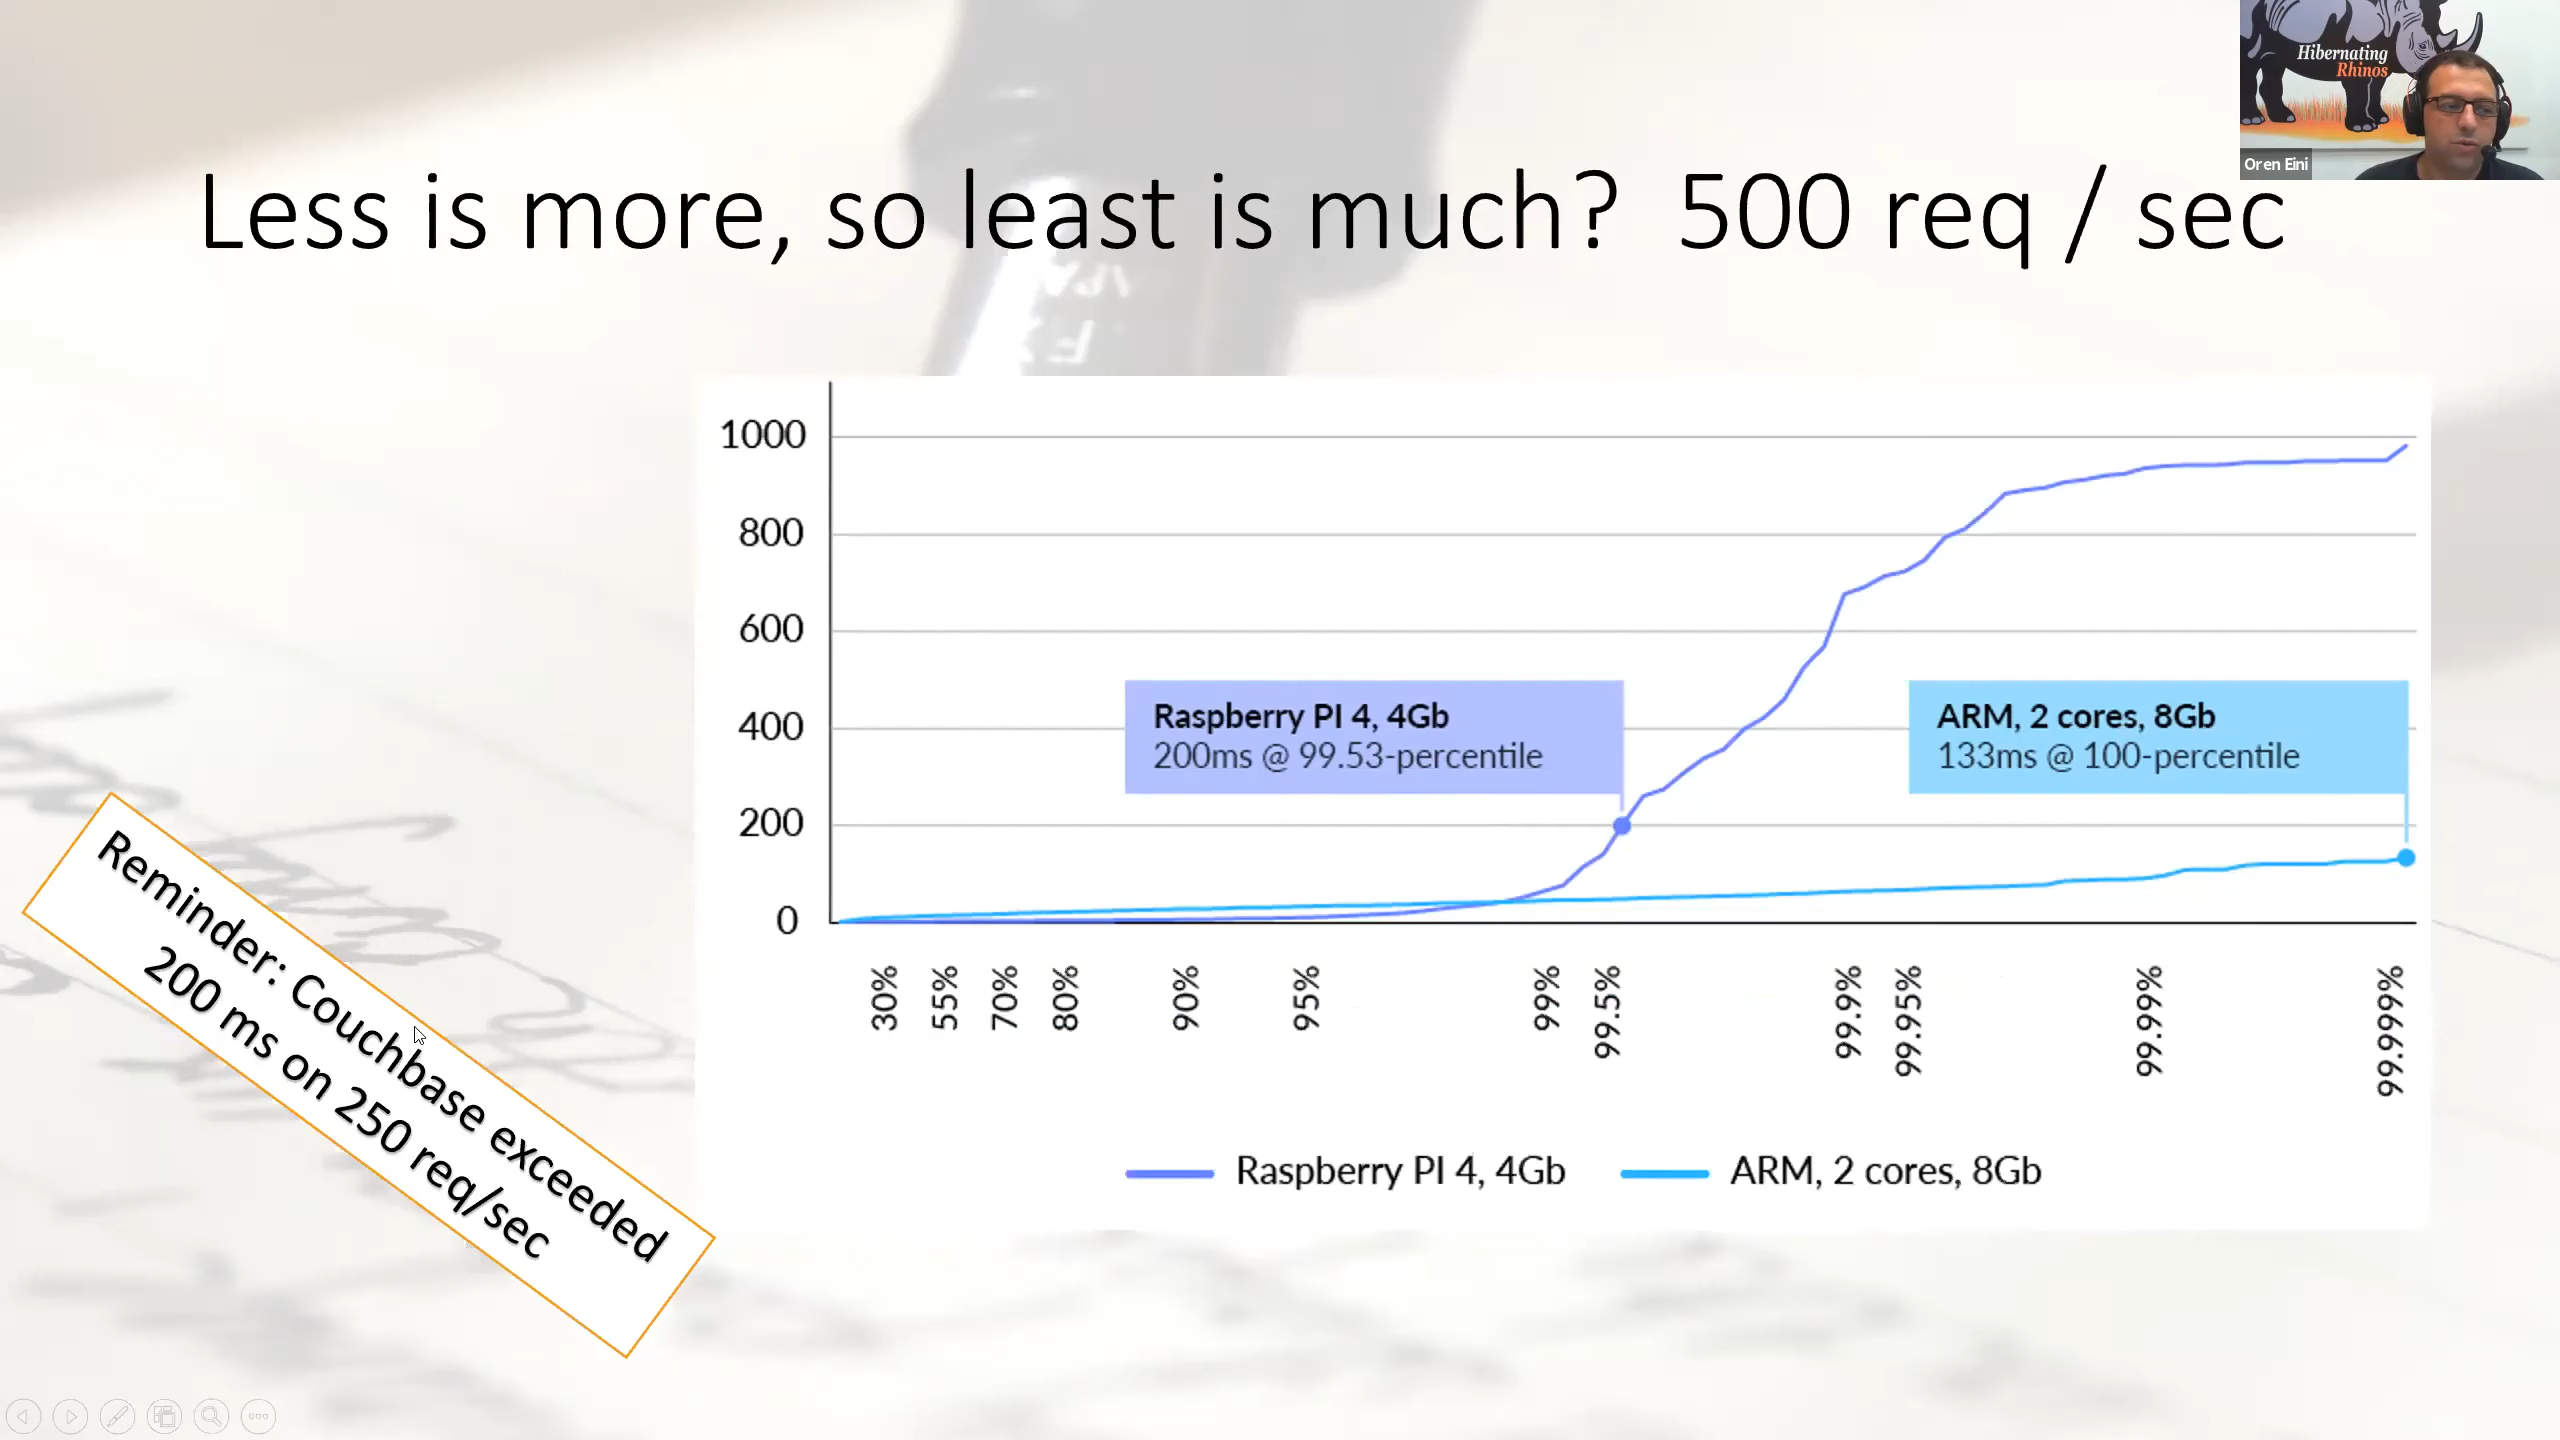 Hibernating
Rhinos
Oren Eini
Less is more, so least is much? 500 req / sec
1000
800
600
400
200
0
Raspberry PI 4, 4Gb
200ms @ 99.53-percentile
ARM, 2 cores, 8Gb
133ms @ 100-percentile
30%
55%
70%
80%
90%
95%
99%
99.5%
99.9%
99.95%
99.99%
99.999%
Raspberry PI 4, 4Gb
ARM, 2 cores, 8Gb
Reminder: Couchbase exceeded
200 ms on 250 req/sec